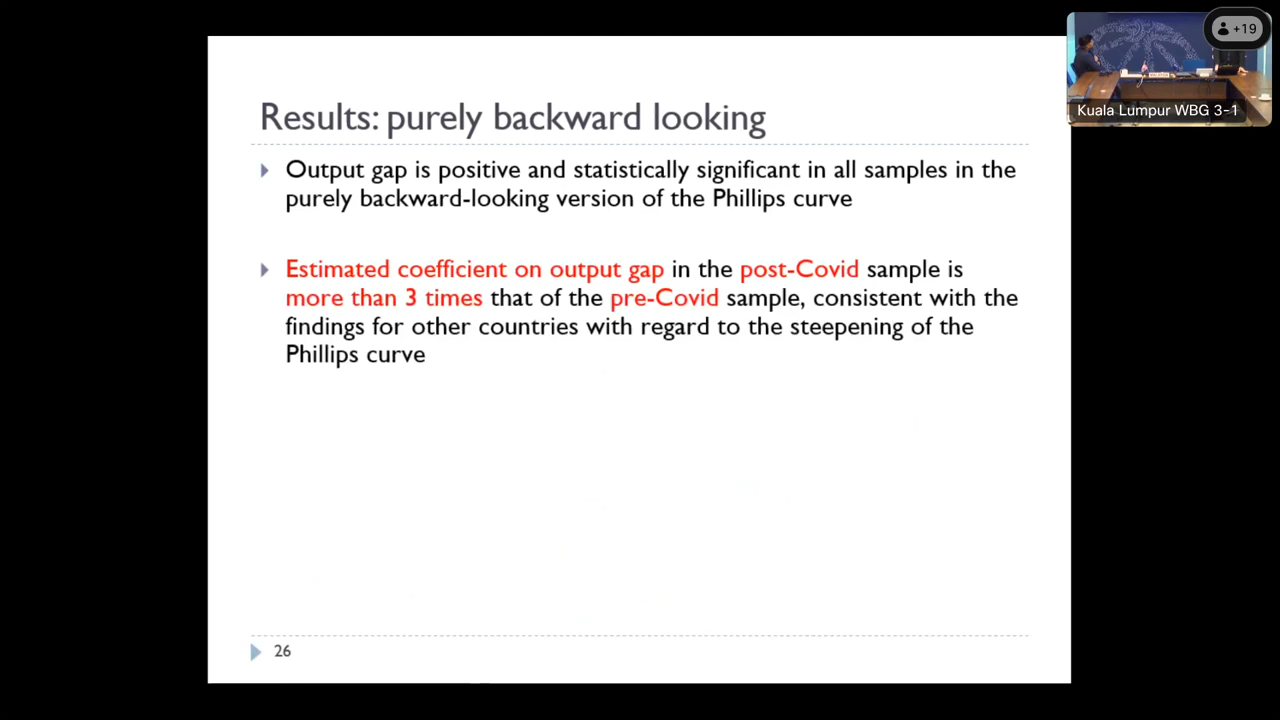 +19
Kuala Lumpur WBG 3-1
Results: purely backward looking
Output gap is positive and statistically significant in all samples in the
purely backward-looking version of the Phillips curve
Estimated coefficient on output gap in the post-Covid sample is
more than 3 times that of the pre-Covid sample, consistent with the
findings for other countries with regard to the steepening of the
Phillips curve
26